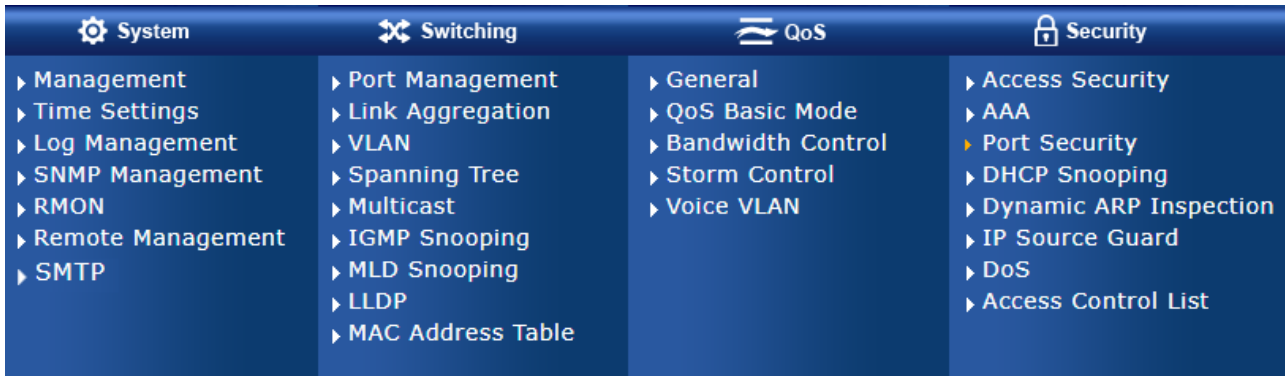 System
Management
Time Settings
Log Management
SNMP Management
RMON
Remote Management
SMTP
Switching
Port Management
Link Aggregation
VLAN
Spanning Tree
Multicast
IGMP Snooping
MLD Snooping
LLDP
MAC Address Table
QoS
General
QoS Basic Mode
Bandwidth Control
Storm Control
Voice VLAN
Security
Access Security
AAA
Port Security
DHCP Snooping
Dynamic ARP Inspection
IP Source Guard
DoS
Access Control List